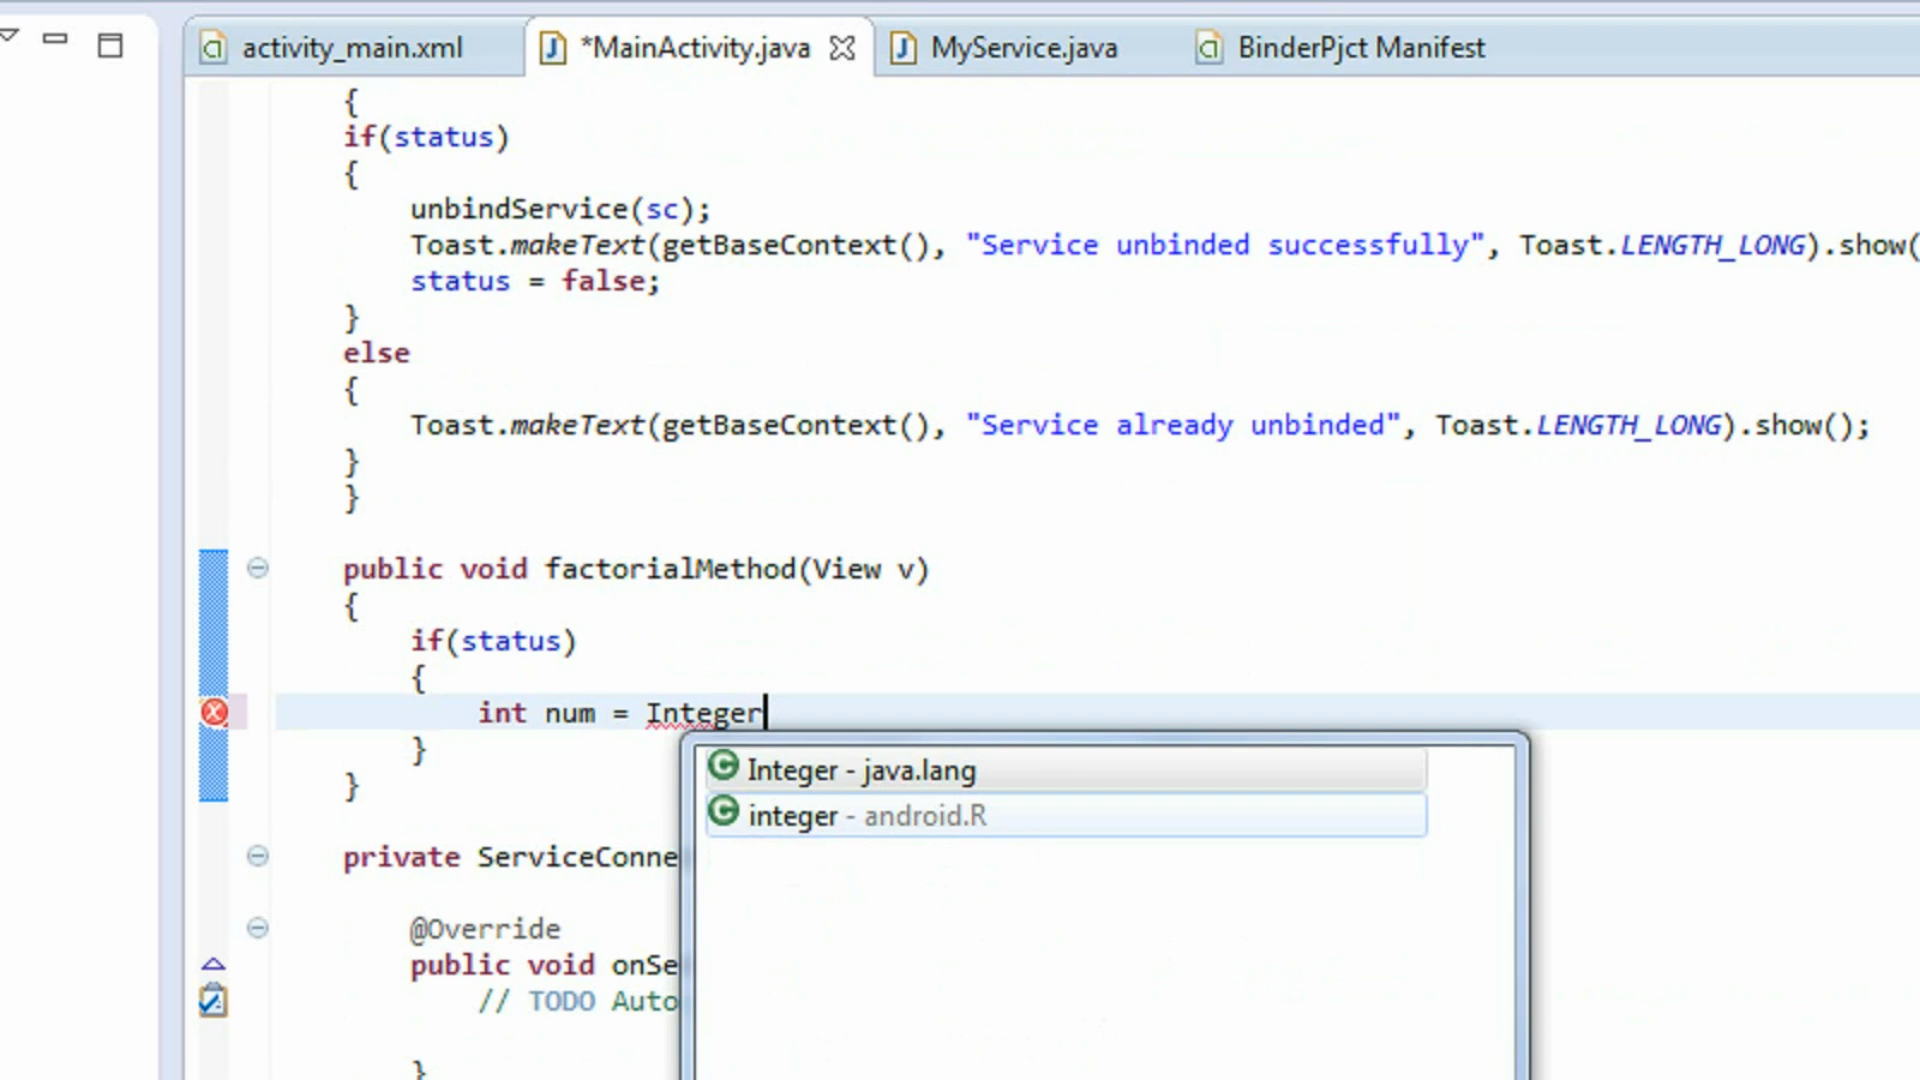 activity_main.xml
*MainActivity.java
MyService.java
BinderPjct Manifest
{
if(status)
{
unbindService(sc);
Toast.makeText(getBaseContext(), "Service unbinded successfully", Toast.LENGTH_LONG).show(
status = false;
}
else
{
Toast.makeText(getBaseContext(), "Service already unbinded", Toast.LENGTH_LONG).show();
}
}
public void factorialMethod(View v)
{
if(status)
{
int num = Integer
}
}
Integer - java.lang
integer - android.R
private ServiceConne
@Override
public void onSe
// TODO Auto
}